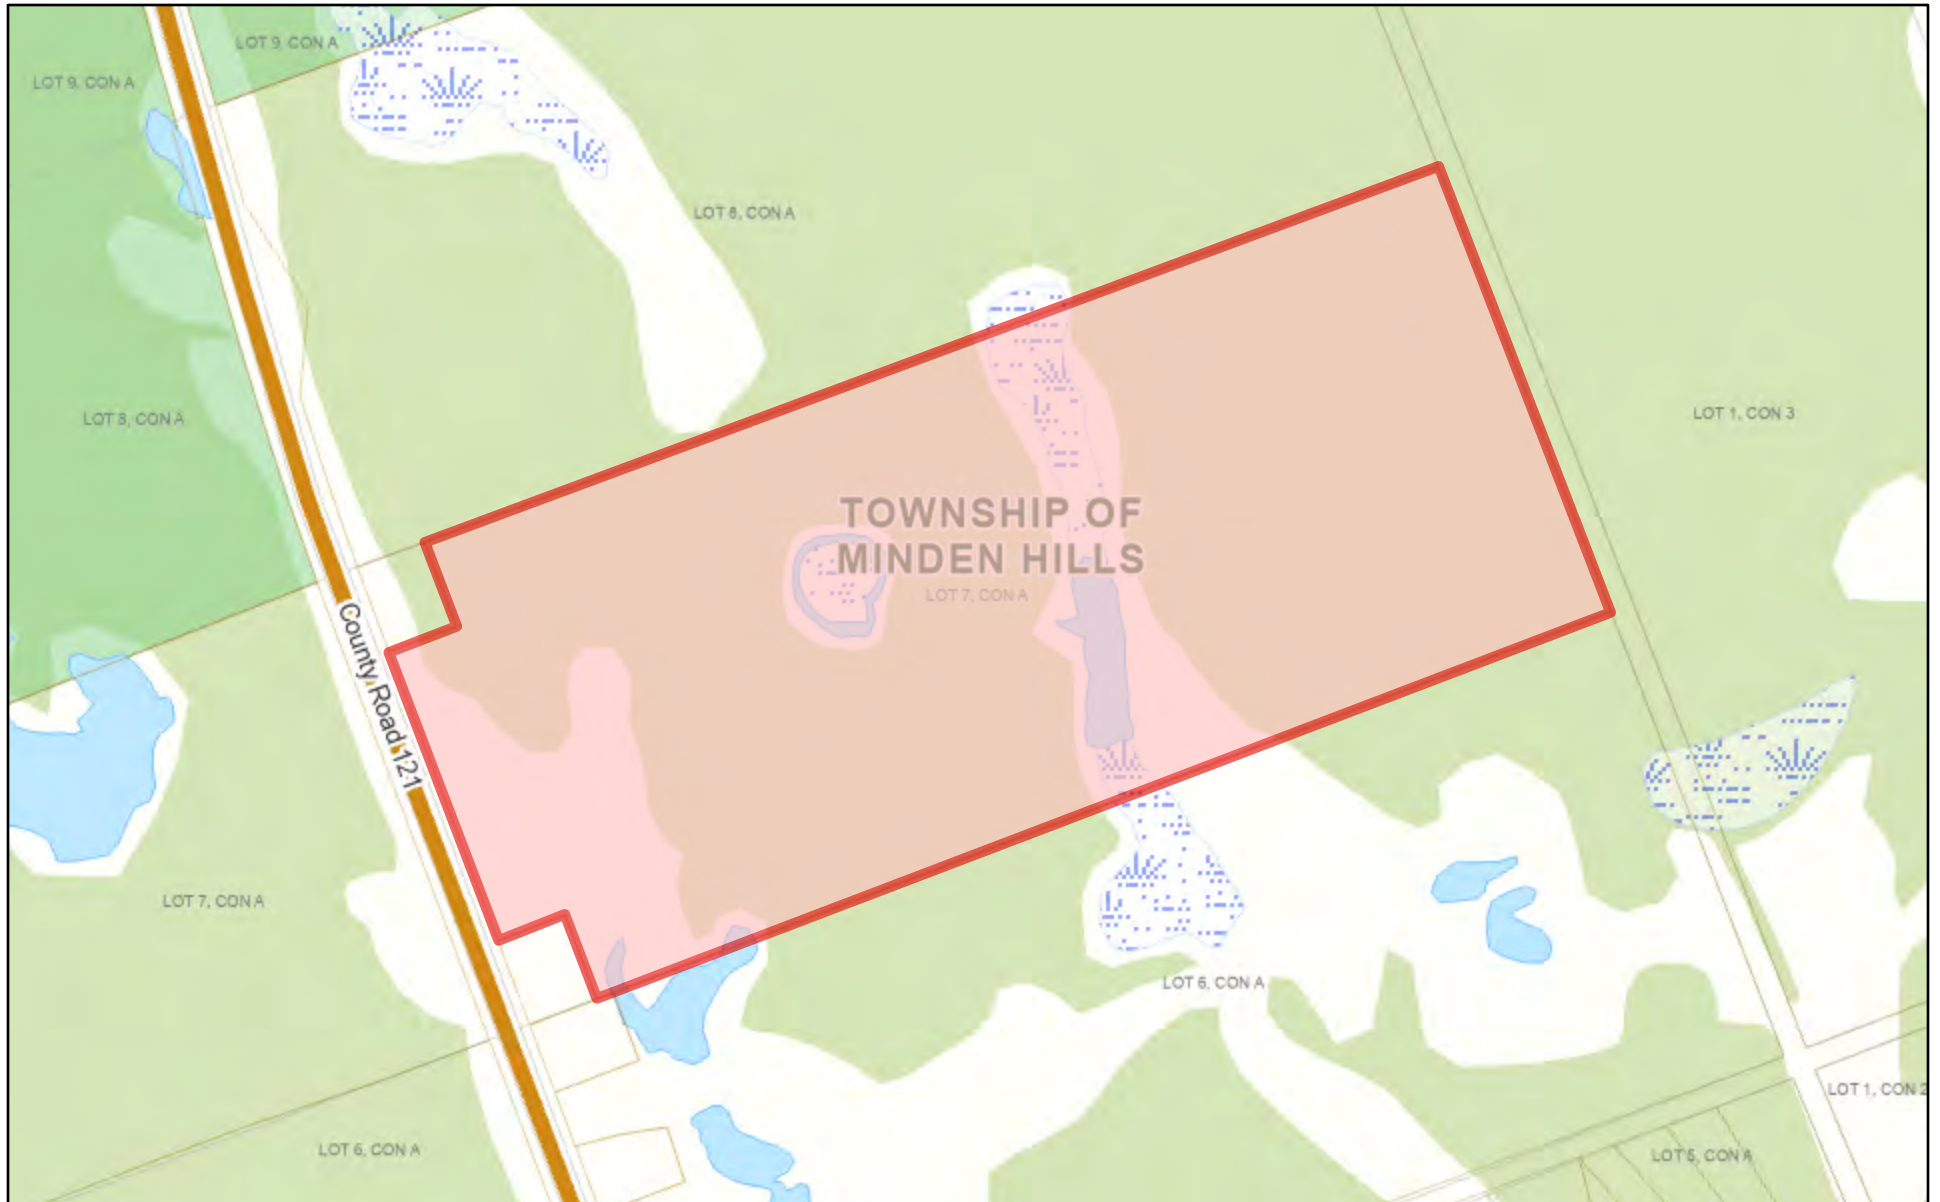 LOT 9, CON A
LOT 9, CON A
LOT 8, CON A
LOT 8, CON A
LOT 1, CON 3
TOWNSHIP OF
MINDEN HILLS
LOT 7, CON A
County Road 121
LOT 7, CON A
LOT 6, CON A
LOT 1, CON 2
LOT 6, CON A
LOT 5, CON A